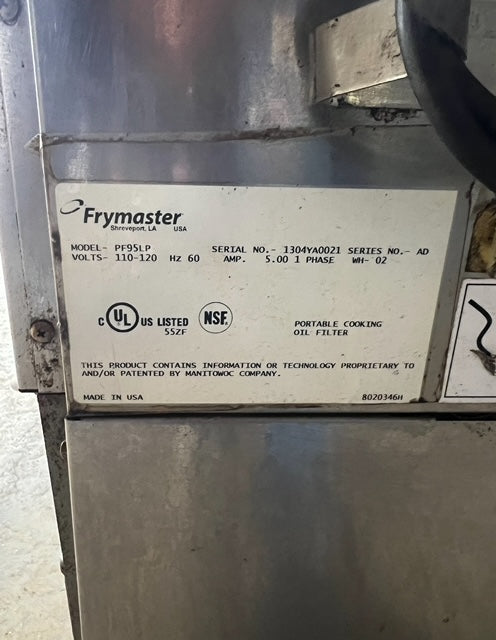 Frymaster
Shreveport, LA USA
MODEL- PF95LP SERIAL NO.- 1304YA0021 SERIES NO.- AD
VOLTS- 110-120 Hz 60 AMP. 5.00 1 PHASE WH- 02
C UL US LISTED NSF.
55ZF
PORTABLE COOKING
OIL FILTER
THIS PRODUCT CONTAINS INFORMATION OR TECHNOLOGY PROPRIETARY TO
AND/OR PATENTED BY MANITOWOC COMPANY.
MADE IN USA 8020346H